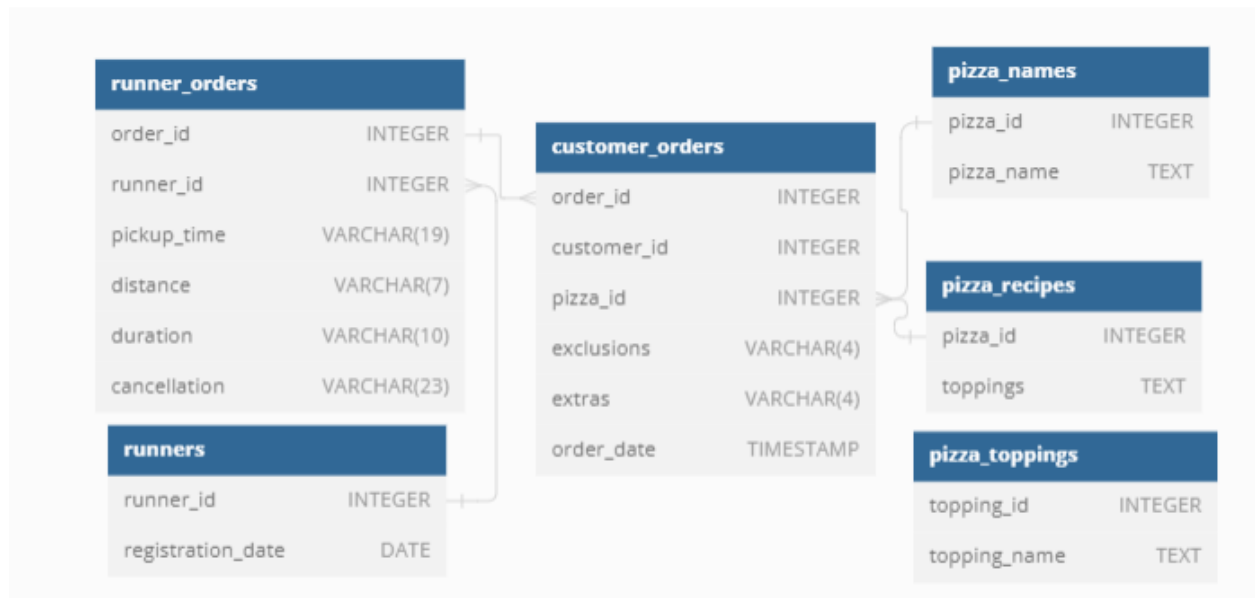 runner_orders
order_id INTEGER
runner_id INTEGER
pickup_time VARCHAR(19)
distance VARCHAR(7)
duration VARCHAR(10)
cancellation VARCHAR(23)
runners
runner_id INTEGER
registration_date DATE
customer_orders
order_id INTEGER
customer_id INTEGER
pizza_id INTEGER
exclusions VARCHAR(4)
extras VARCHAR(4)
order_date TIMESTAMP
pizza_names
pizza_id INTEGER
pizza_name TEXT
pizza_recipes
pizza_id INTEGER
toppings TEXT
pizza_toppings
topping_id INTEGER
topping_name TEXT